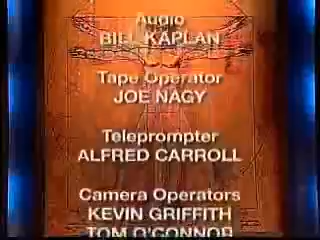 Audio
BILL KAPLAN
Tape Operator
JOE NAGY
Teleprompter
ALFRED CARROLL
Camera Operators
KEVIN GRIFFITH
TOM O'CONNOR